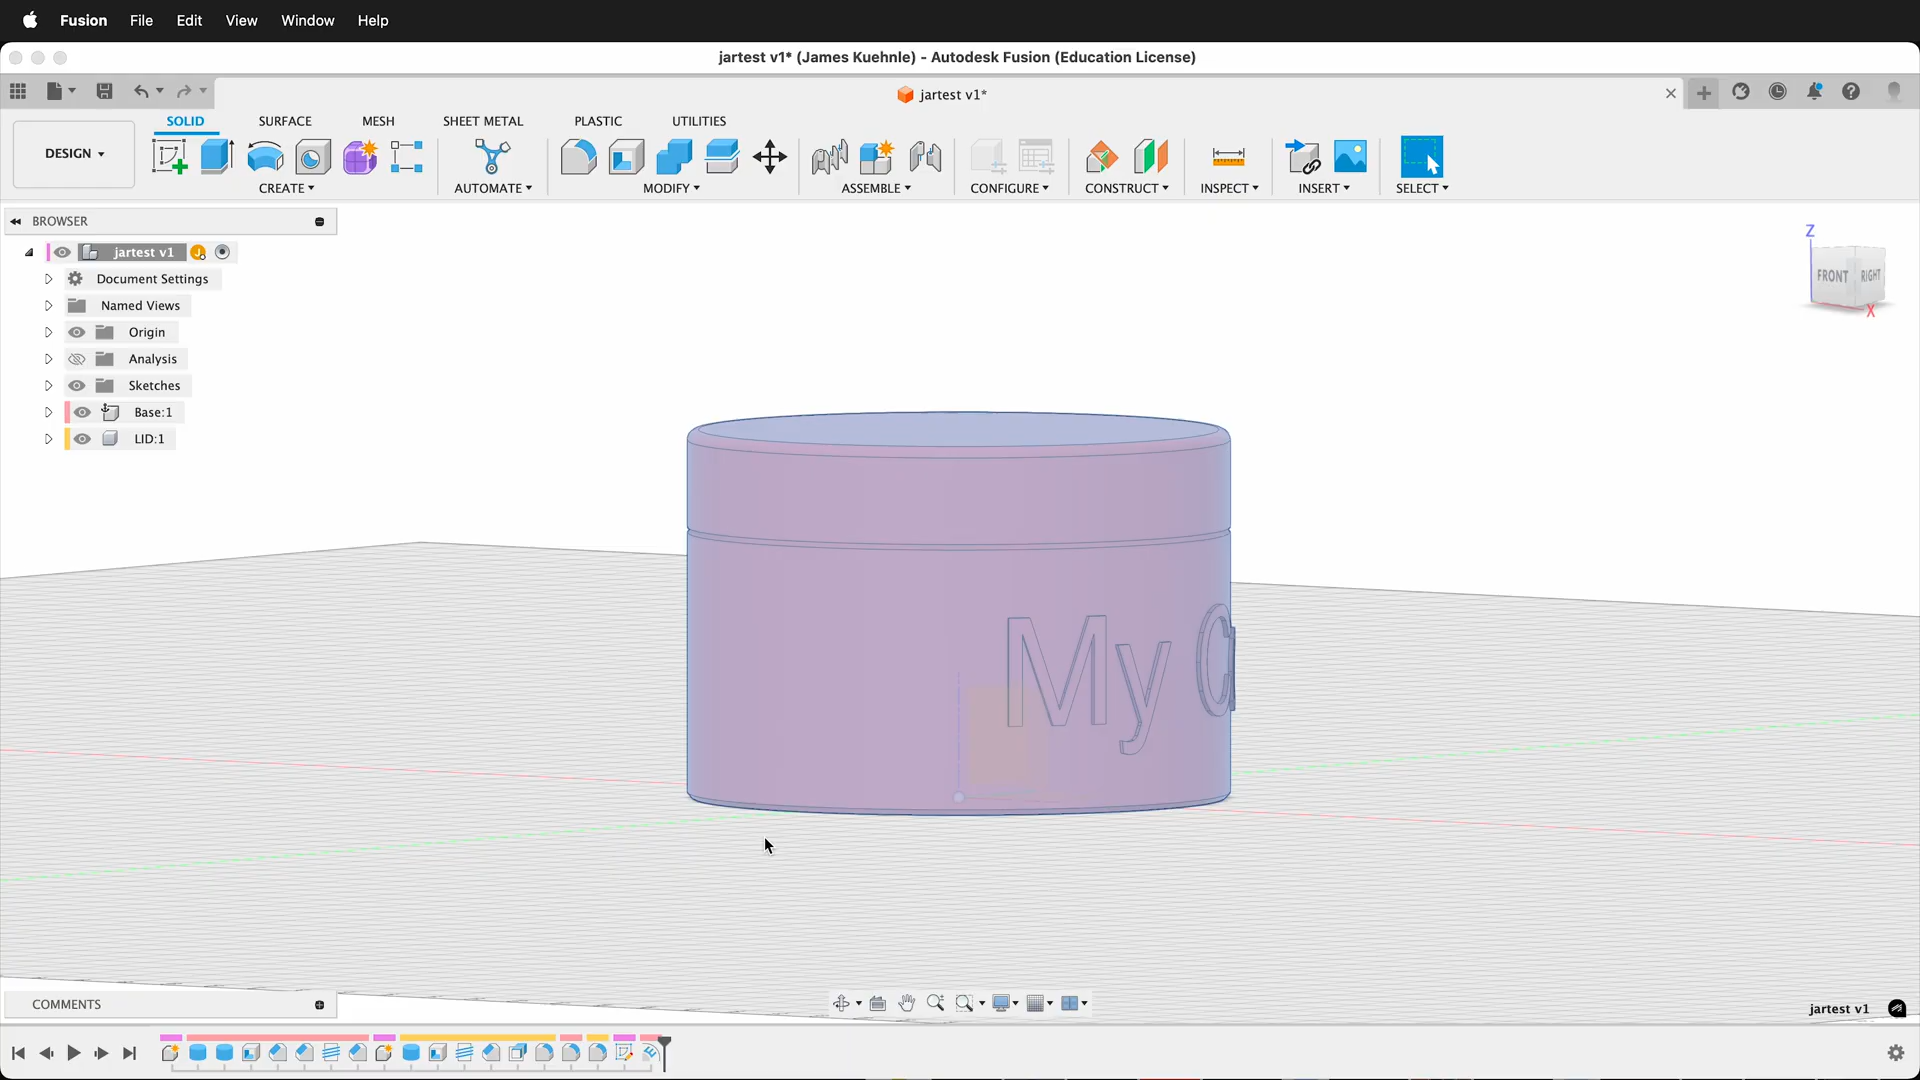 Fusion File Edit View Window Help
jartest v1* (James Kuehnle) - Autodesk Fusion (Education License)
jartest v1*
SOLID SURFACE MESH SHEET METAL PLASTIC UTILITIES
DESIGN
CREATE AUTOMATE MODIFY ASSEMBLE CONFIGURE CONSTRUCT INSPECT INSERT SELECT
BROWSER
jartest v1
Document Settings
Named Views
Origin
Analysis
Sketches
Base:1
LID:1
Z
FRONT RIGHT
X
My
COMMENTS
jartest v1